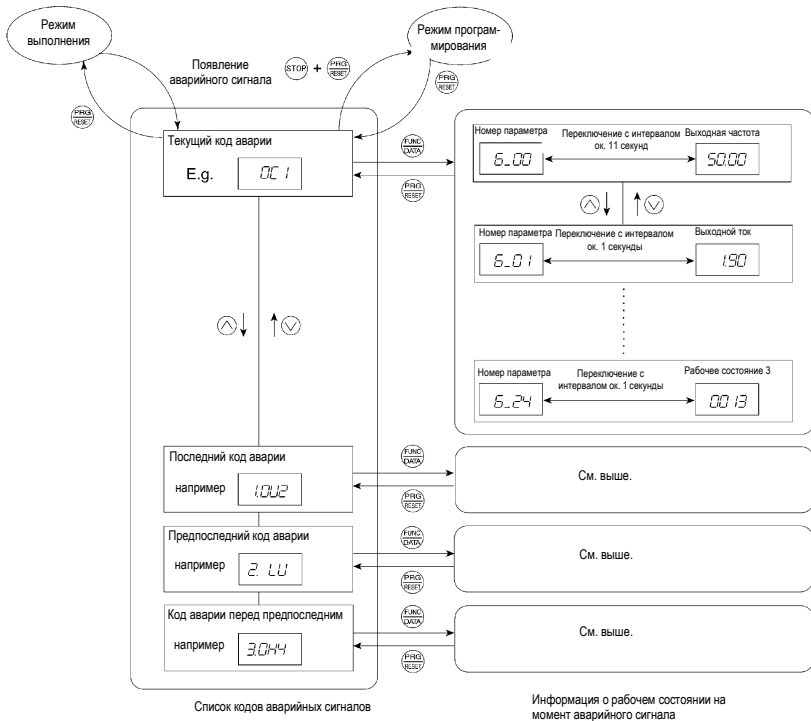 Режим
выполнения
Режим програм-
мирования
Появление
аварийного сигнала
STOP + PRG
RESET
PRG
RESET
PRG
RESET
Текущий код аварии
E.g. OC1
FUNC
DATA
PRG
RESET
Номер параметра Переключение с интервалом Выходная частота
ок. 11 секунд
6_00 50.00
Номер параметра Переключение с интервалом Выходной ток
ок. 1 секунды
6_01 1.90
Номер параметра Переключение с Рабочее состояние 3
интервалом ок. 1 секунды
6_24 0013
Последний код аварии
например 1.OU2
FUNC
DATA
PRG
RESET
См. выше.
Предпоследний код аварии
например 2. LU
FUNC
DATA
PRG
RESET
См. выше.
Код аварии перед предпоследним
например 3.OH4
FUNC
DATA
PRG
RESET
См. выше.
Список кодов аварийных сигналов
Информация о рабочем состоянии на
момент аварийного сигнала